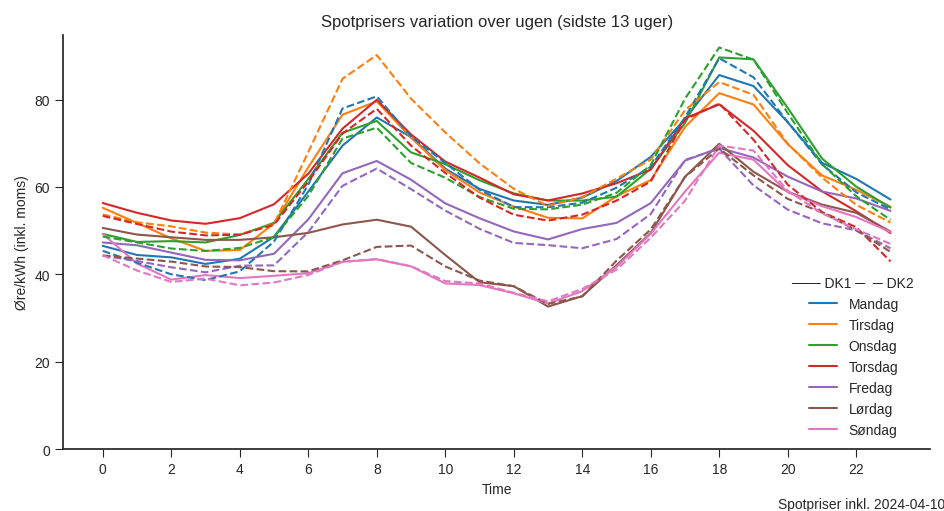 Spotprisers variation over ugen (sidste 13 uger)
Øre/kWh (inkl. moms)
80
60
40
20
0
DK1 DK2
Mandag
Tirsdag
Onsdag
Torsdag
Fredag
Lørdag
Søndag
0 2 4 6 8 10 12 14 16 18 20 22
Time
Spotpriser inkl. 2024-04-10